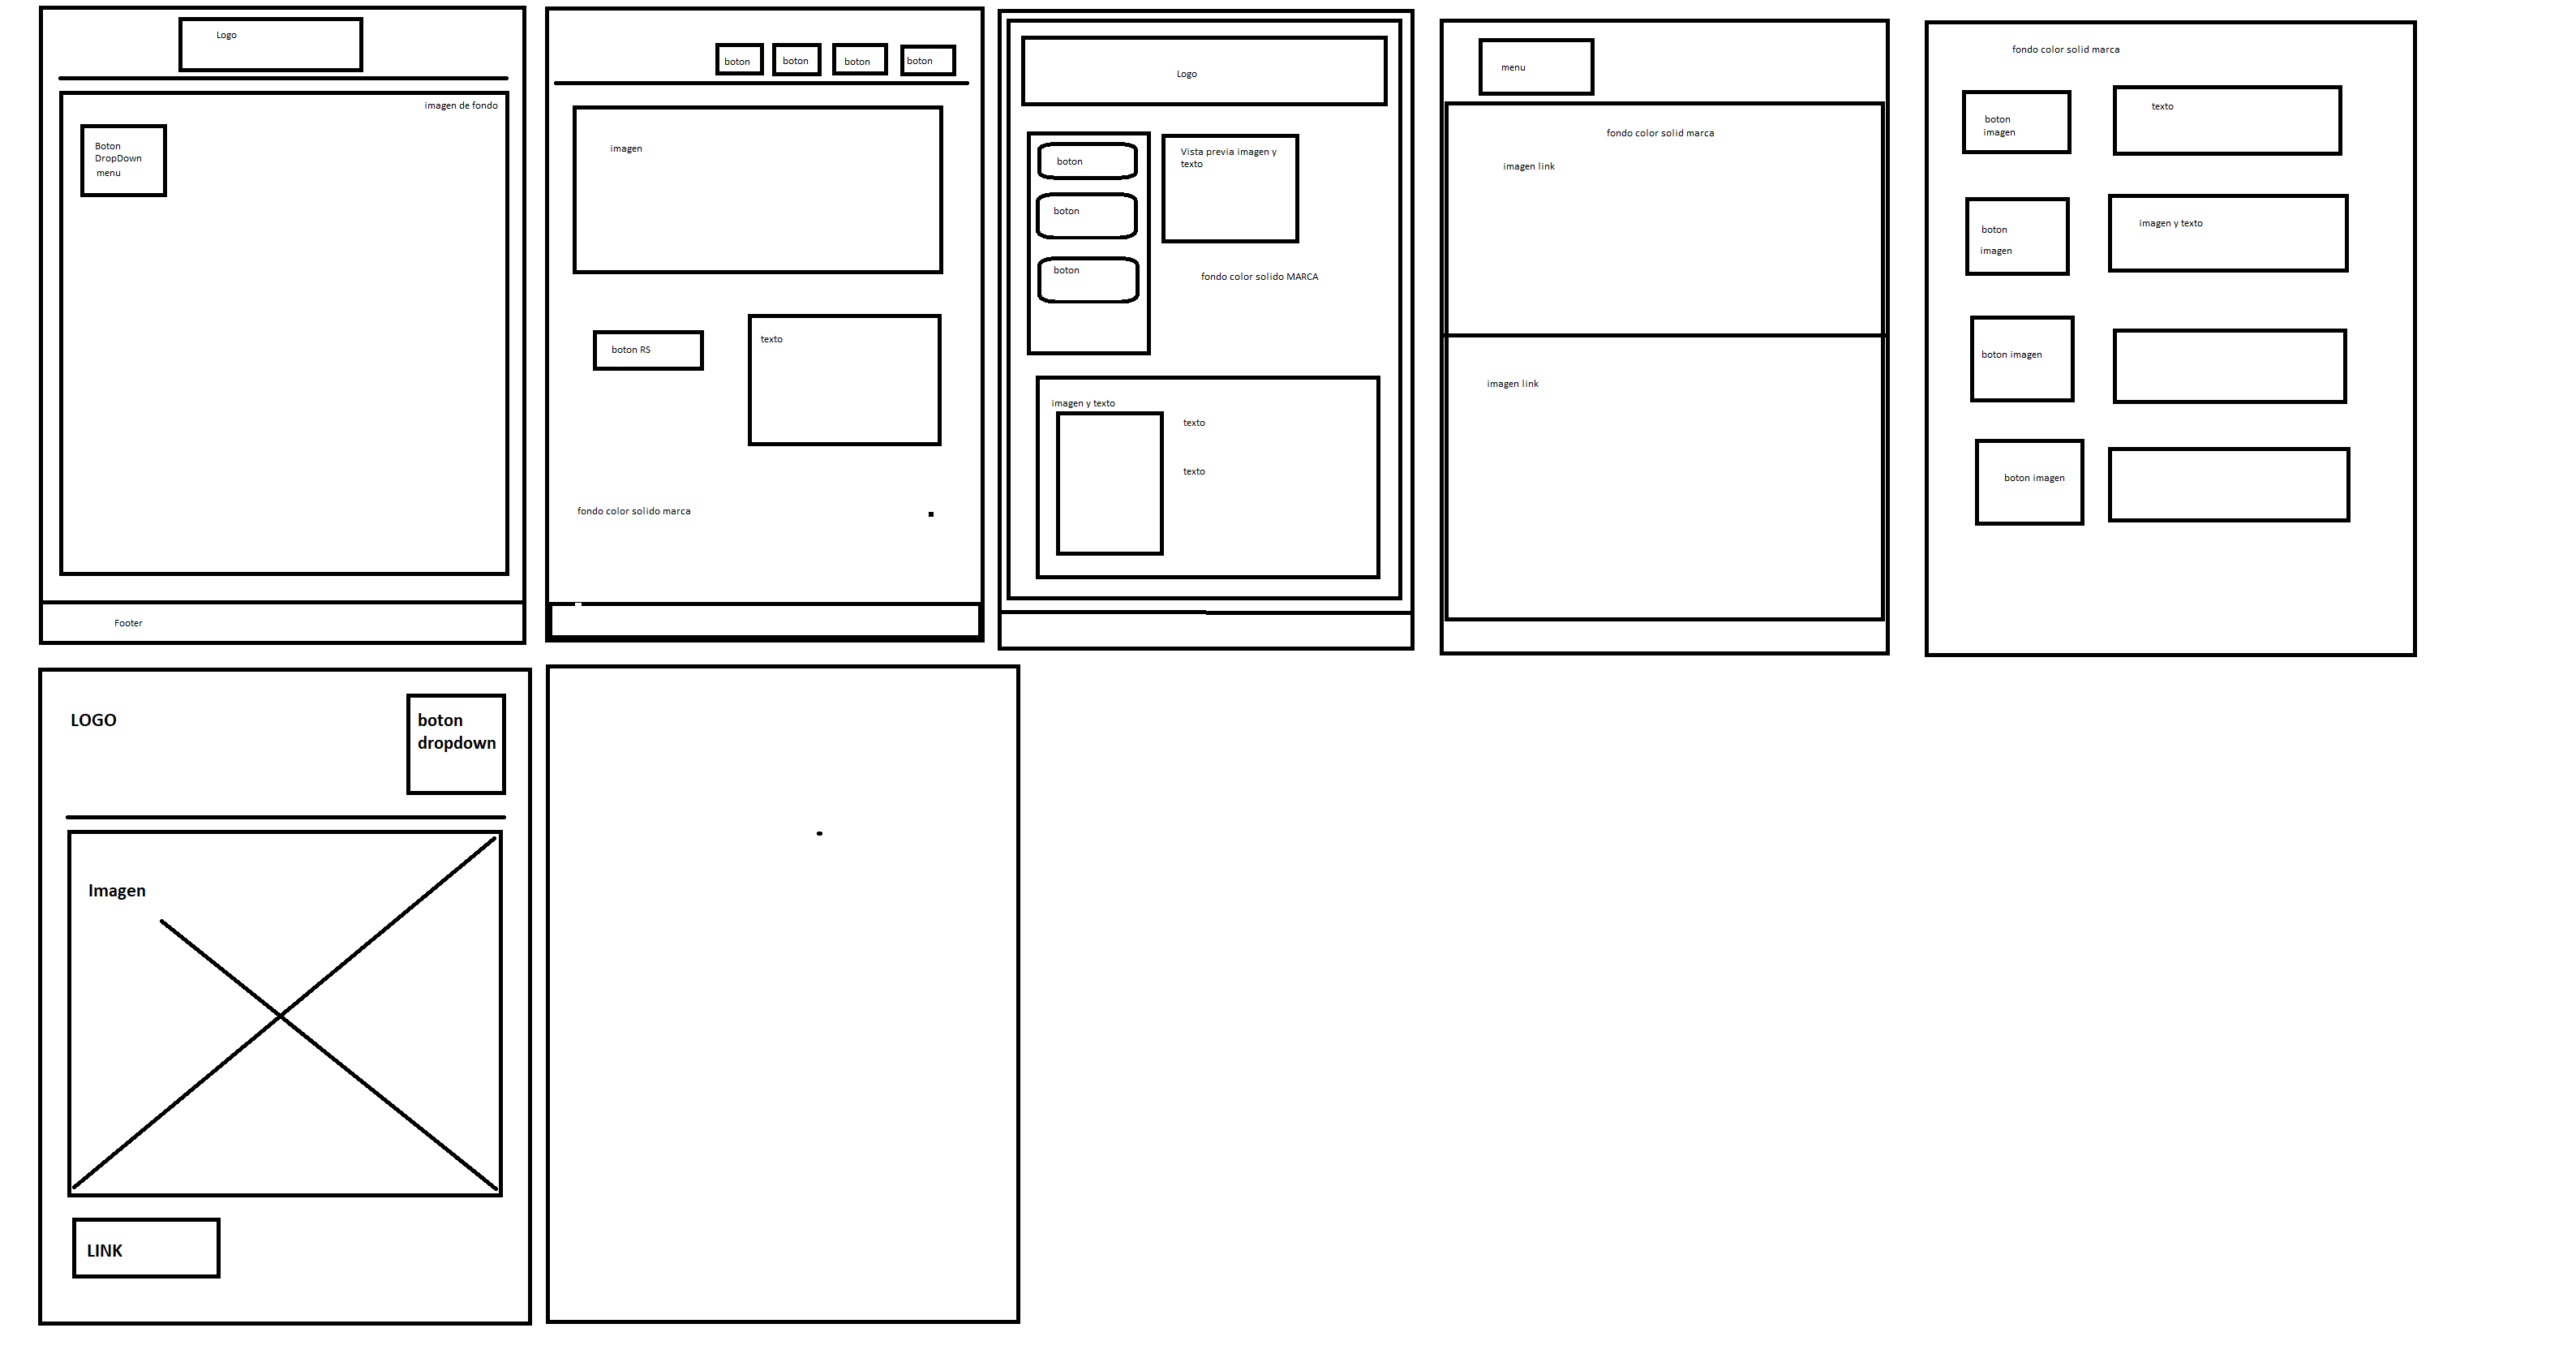 Logo
imagen de fondo
Boton
DropDown
menu
Footer
boton
boton
boton
boton
imagen
boton RS
texto
fondo color solido marca
Logo
boton
boton
boton
Vista previa imagen y
texto
fondo color solido MARCA
imagen y texto
texto
texto
menu
fondo color solid marca
imagen link
imagen link
fondo color solid marca
boton
imagen
texto
boton
imagen
imagen y texto
boton imagen
boton imagen
LOGO
boton
dropdown
Imagen
LINK